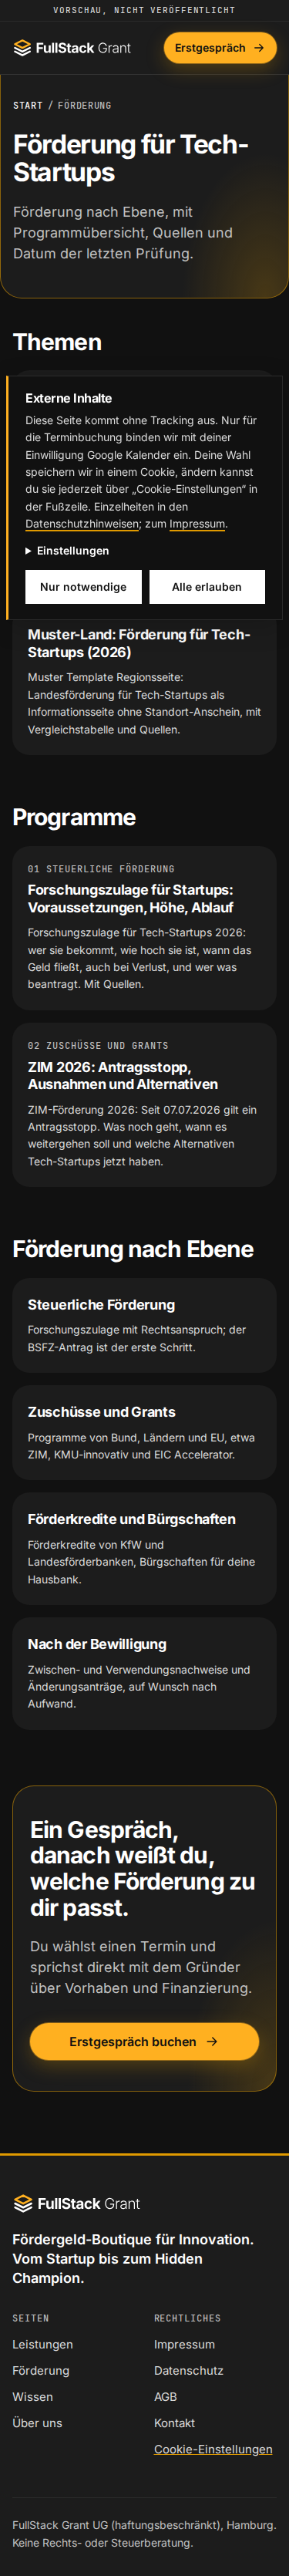 VORSCHAU, NICHT VERÖFFENTLICHT
FullStack Grant
Erstgespräch →
START / FÖRDERUNG
Förderung für Tech-
Startups
Förderung nach Ebene, mit
Programmübersicht, Quellen und
Datum der letzten Prüfung.
Themen
Externe Inhalte
Diese Seite kommt ohne Tracking aus. Nur für
die Terminbuchung binden wir mit deiner
Einwilligung Google Kalender ein. Deine Wahl
speichern wir in einem Cookie, ändern kannst
du sie jederzeit über „Cookie-Einstellungen“ in
der Fußzeile. Einzelheiten in den
Datenschutzhinweisen; zum Impressum.
▶ Einstellungen
Nur notwendige
Alle erlauben
Muster-Land: Förderung für Tech-
Startups (2026)
Muster Template Regionsseite:
Landesförderung für Tech-Startups als
Informationsseite ohne Standort-Anschein, mit
Vergleichstabelle und Quellen.
Programme
01 STEUERLICHE FÖRDERUNG
Forschungszulage für Startups:
Voraussetzungen, Höhe, Ablauf
Forschungszulage für Tech-Startups 2026:
wer sie bekommt, wie hoch sie ist, wann das
Geld fließt, auch bei Verlust, und wer was
beantragt. Mit Quellen.
02 ZUSCHÜSSE UND GRANTS
ZIM 2026: Antragsstopp,
Ausnahmen und Alternativen
ZIM-Förderung 2026: Seit 07.07.2026 gilt ein
Antragsstopp. Was noch geht, wann es
weitergehen soll und welche Alternativen
Tech-Startups jetzt haben.
Förderung nach Ebene
Steuerliche Förderung
Forschungszulage mit Rechtsanspruch; der
BSFZ-Antrag ist der erste Schritt.
Zuschüsse und Grants
Programme von Bund, Ländern und EU, etwa
ZIM, KMU-innovativ und EIC Accelerator.
Förderkredite und Bürgschaften
Förderkredite von KfW und
Landesförderbanken, Bürgschaften für deine
Hausbank.
Nach der Bewilligung
Zwischen- und Verwendungsnachweise und
Änderungsanträge, auf Wunsch nach
Aufwand.
Ein Gespräch,
danach weißt du,
welche Förderung zu
dir passt.
Du wählst einen Termin und
sprichst direkt mit dem Gründer
über Vorhaben und Finanzierung.
Erstgespräch buchen →
FullStack Grant
Fördergeld-Boutique für Innovation.
Vom Startup bis zum Hidden
Champion.
SEITEN
Leistungen
Förderung
Wissen
Über uns
RECHTLICHES
Impressum
Datenschutz
AGB
Kontakt
Cookie-Einstellungen
FullStack Grant UG (haftungsbeschränkt), Hamburg.
Keine Rechts- oder Steuerberatung.